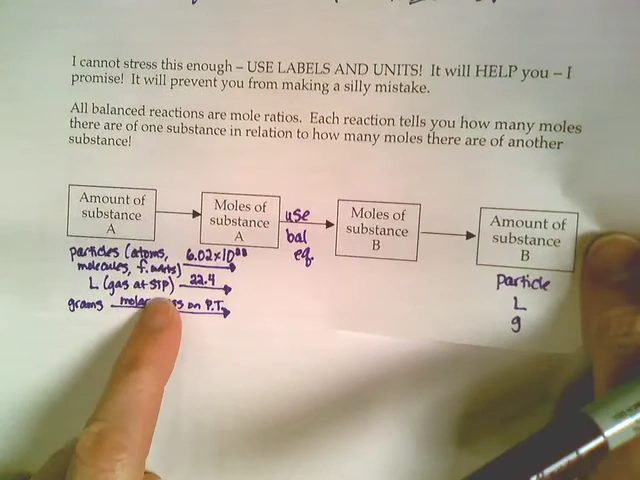 I cannot stress this enough – USE LABELS AND UNITS! It will HELP you – I
promise! It will prevent you from making a silly mistake.
All balanced reactions are mole ratios. Each reaction tells you how many moles
there are of one substance in relation to how many moles there are of another
substance!
Amount of
substance
A
Moles of
substance
A
use
bal
eq.
Moles of
substance
B
Amount of
substance
B
particles (atoms, 
molecules, f. units)
L (gas at STP) 22.4
grams on P.T.
particle
L
g